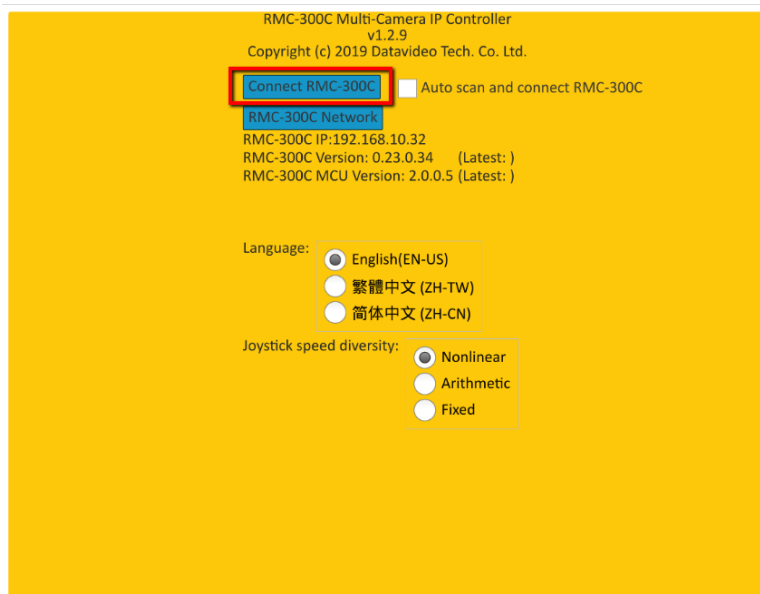 RMC-300C Multi-Camera IP Controller
v1.2.9
Copyright (c) 2019 Datavideo Tech. Co. Ltd.
Connect RMC-300C Auto scan and connect RMC-300C
RMC-300C Network
RMC-300C IP:192.168.10.32
RMC-300C Version: 0.23.0.34 (Latest: )
RMC-300C MCU Version: 2.0.0.5 (Latest: )
Language:
English(EN-US)
繁體中文 (ZH-TW)
简体中文 (ZH-CN)
Joystick speed diversity:
Nonlinear
Arithmetic
Fixed